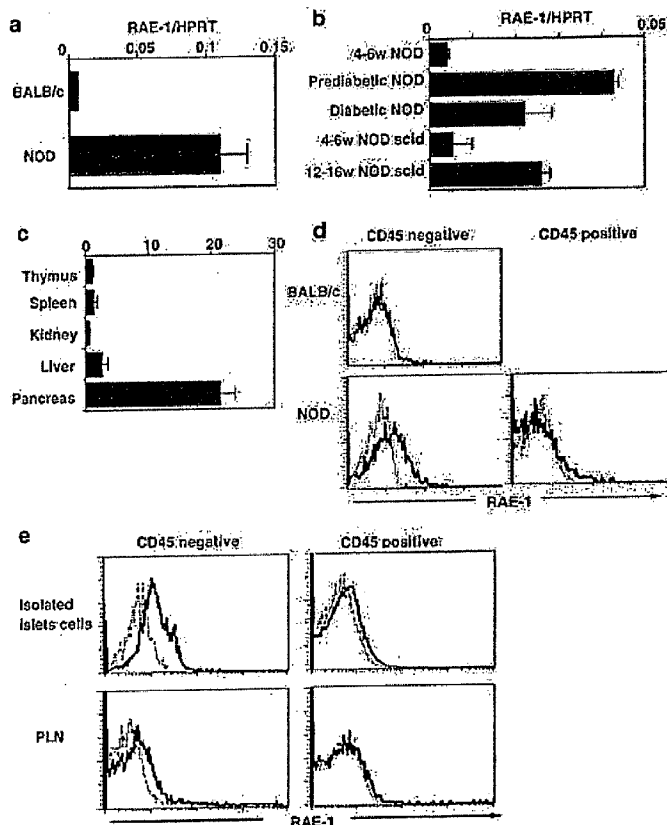 a
RAE-1/HPRT
0 0.05 0.1 0.15
BALB/c
NOD
b
RAE-1/HPRT
0 0.05
4-6w NOD
Prediabetic NOD
Diabetic NOD
4-6w NOD scid
12-16w NOD scid
c
0 10 20 30
Thymus
Spleen
Kidney
Liver
Pancreas
d
CD45 negative CD45 positive
BALB/c
NOD
RAE-1
e
CD45 negative CD45 positive
Isolated
islets cells
PLN
RAE-1